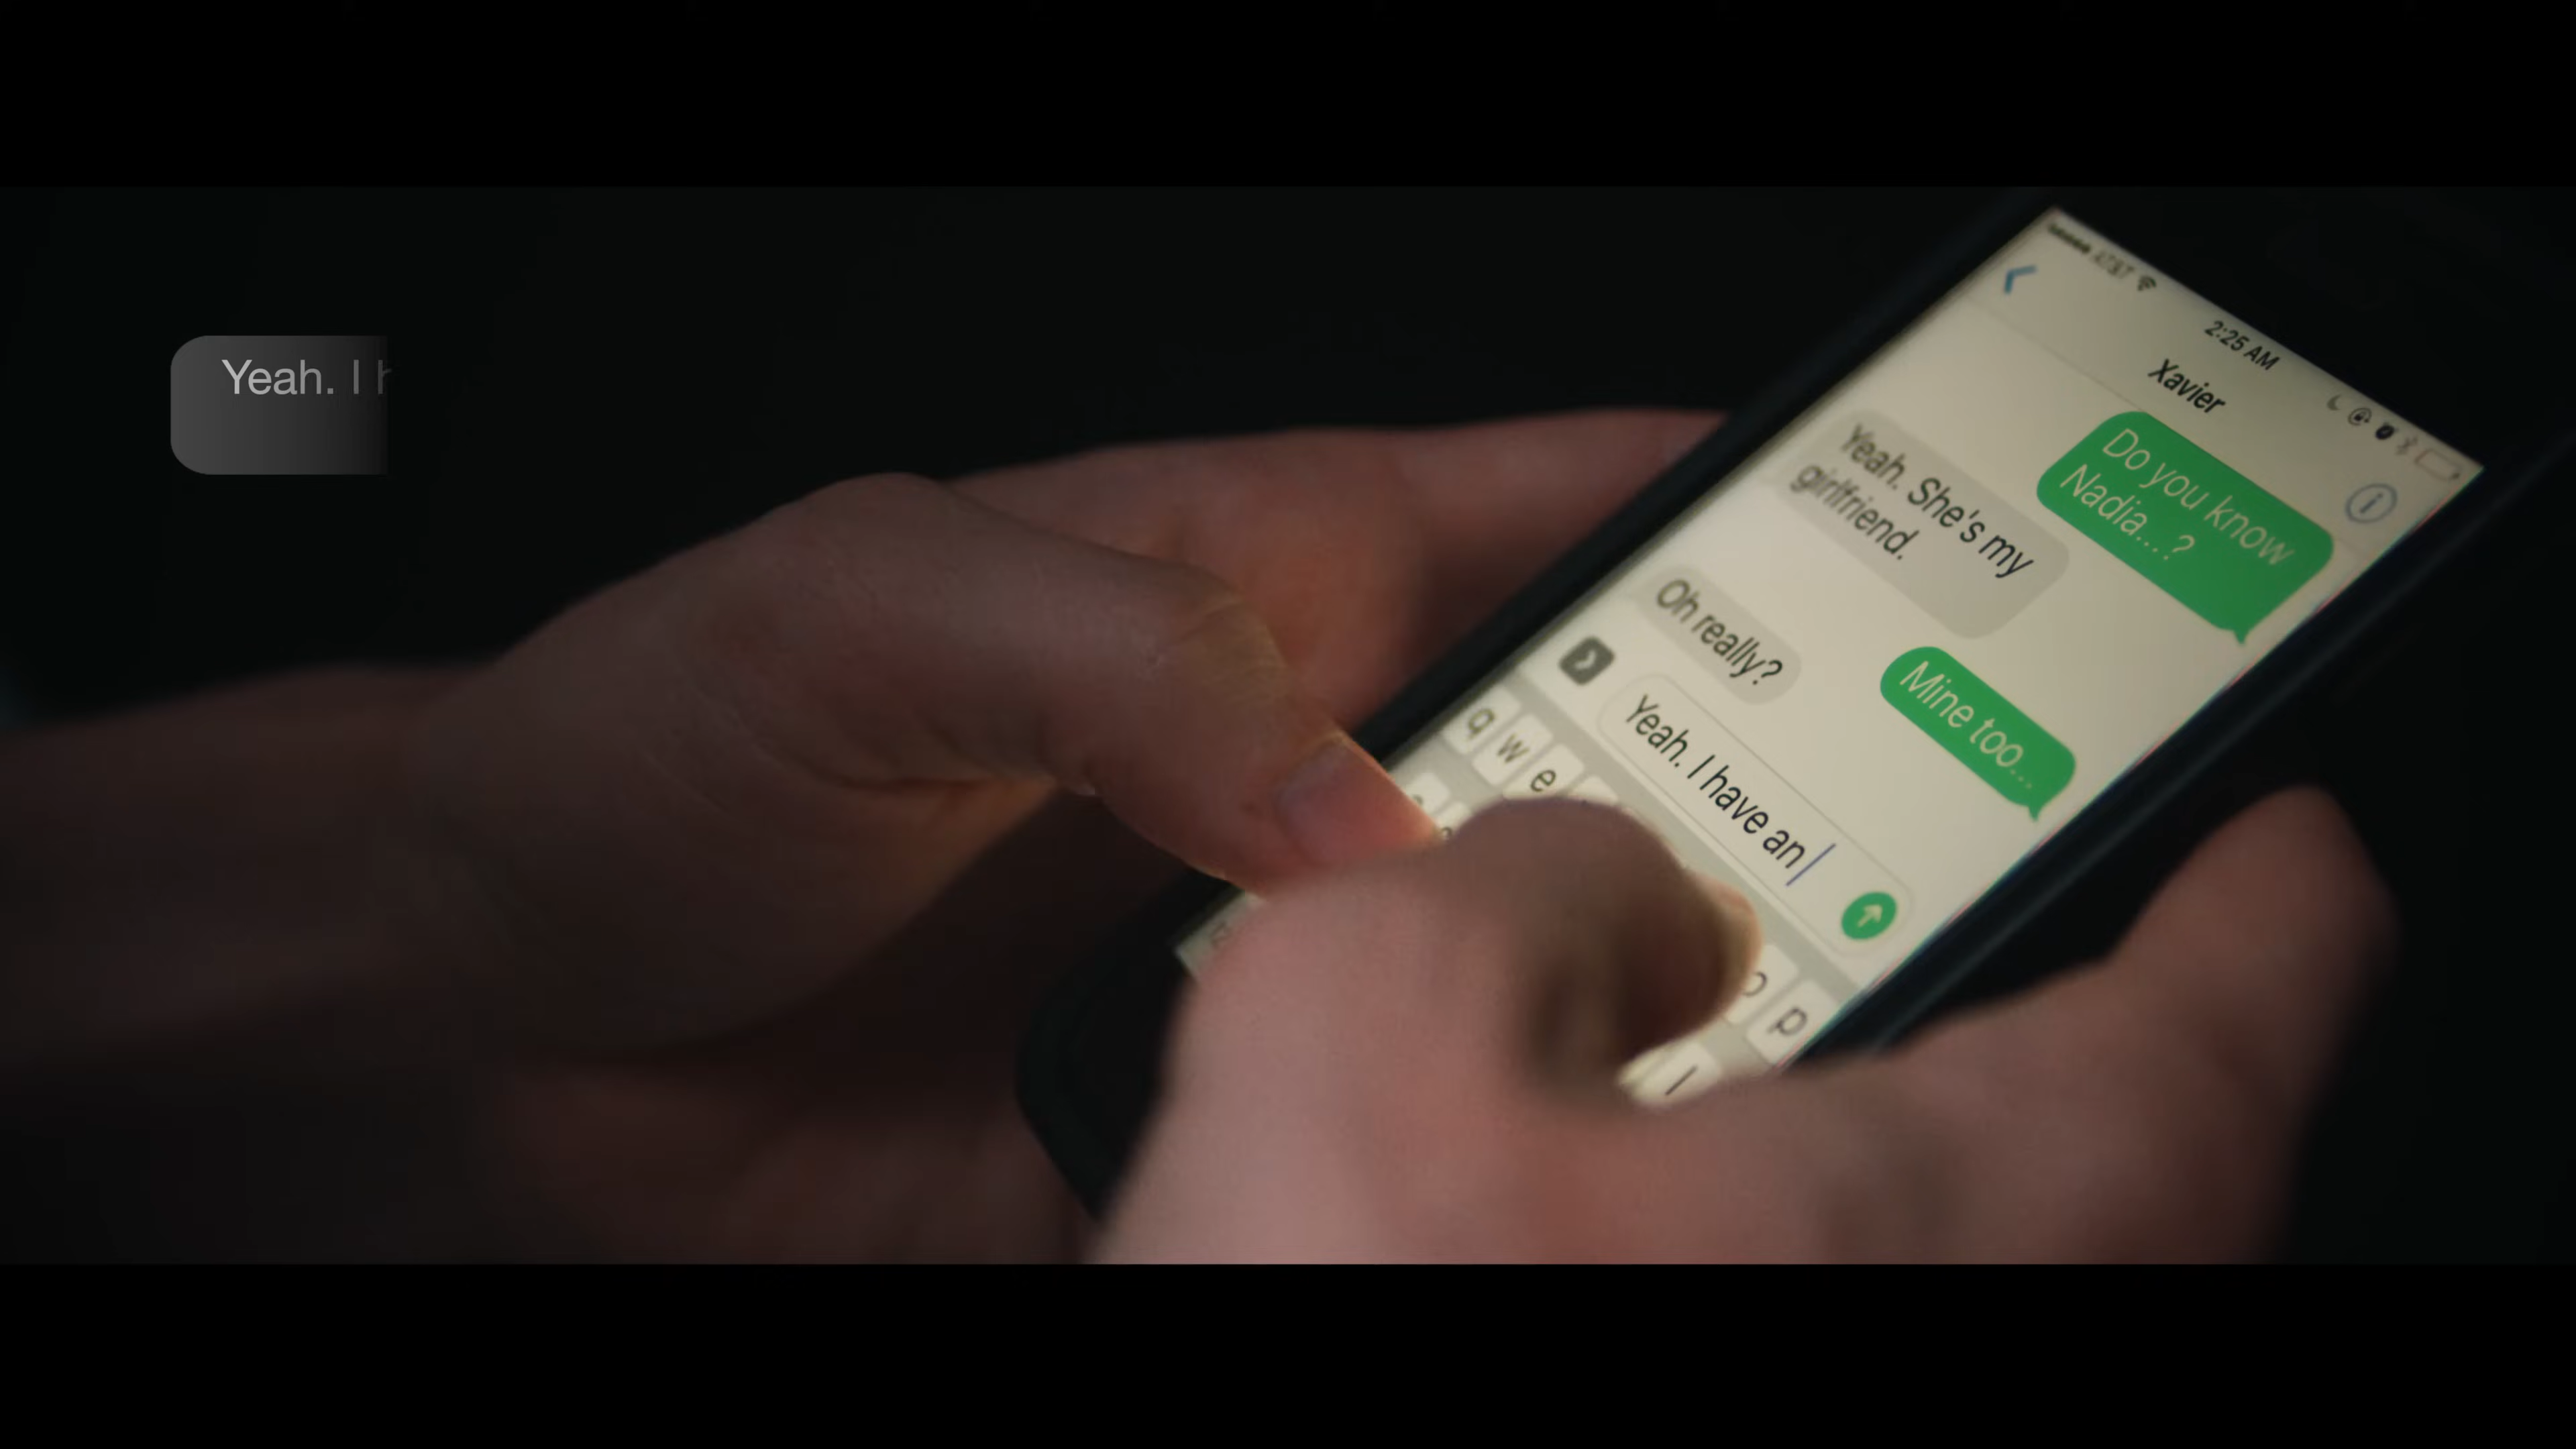 Yeah. I h
AT&T
2:25 AM
Xavier
Do you know
Nadia...?
Yeah. She's my
girlfriend.
Mine too...
Oh really?
Yeah. I have an
q w e o p
l